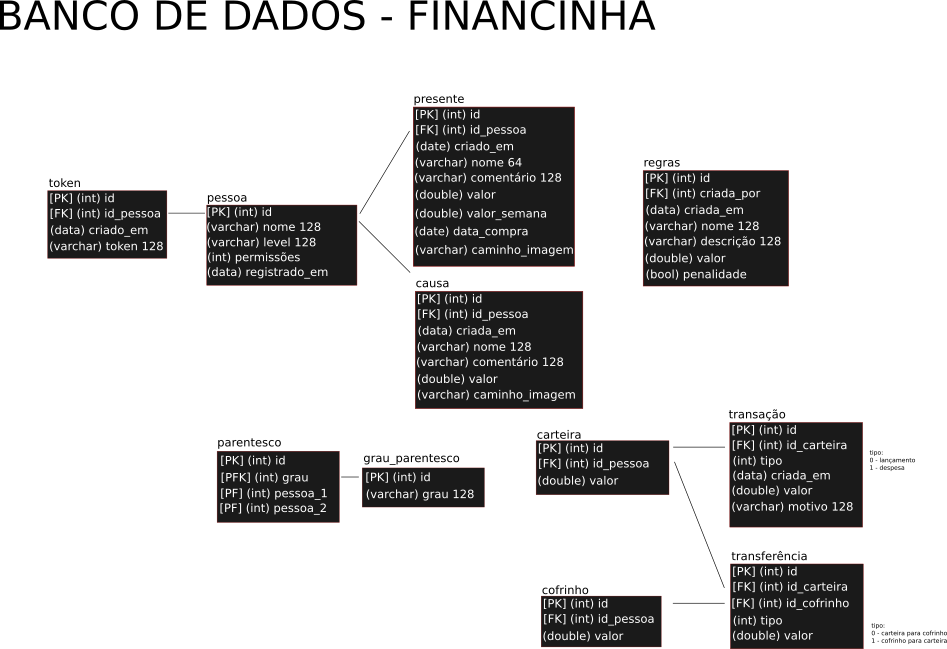 BANCO DE DADOS - FINANCINHA
presente
[PK] (int) id
[FK] (int) id_pessoa
(date) criado_em
(varchar) nome 64
(varchar) comentário 128
(double) valor
(double) valor_semana
(date) data_compra
(varchar) caminho_imagem
regras
[PK] (int) id
[FK] (int) criada_por
(data) criada_em
(varchar) nome 128
(varchar) descrição 128
(double) valor
(bool) penalidade
token
[PK] (int) id
[FK] (int) id_pessoa
(data) criado_em
(varchar) token 128
pessoa
[PK] (int) id
(varchar) nome 128
(varchar) level 128
(int) permissões
(data) registrado_em
causa
[PK] (int) id
[FK] (int) id_pessoa
(data) criada_em
(varchar) nome 128
(varchar) comentário 128
(double) valor
(varchar) caminho_imagem
parentesco
[PK] (int) id
[PFK] (int) grau
[PF] (int) pessoa_1
[PF] (int) pessoa_2
grau_parentesco
[PK] (int) id
(varchar) grau 128
carteira
[PK] (int) id
[FK] (int) id_pessoa
(double) valor
transação
[PK] (int) id
[FK] (int) id_carteira
(int) tipo
(data) criada_em
(double) valor
(varchar) motivo 128
tipo:
0 - lançamento
1 - despesa
cofrinho
[PK] (int) id
[FK] (int) id_pessoa
(double) valor
transferência
[PK] (int) id
[FK] (int) id_carteira
[FK] (int) id_cofrinho
(int) tipo
(double) valor
tipo:
0 - carteira para cofrinho
1 - cofrinho para carteira